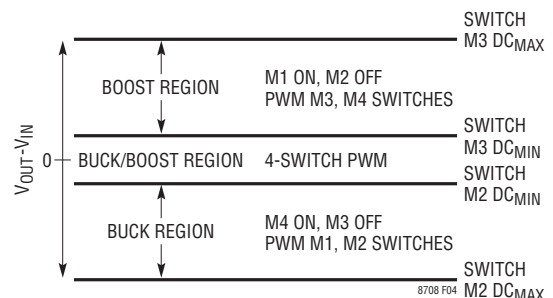 SWITCH
M3 DCMAX
BOOST REGION
M1 ON, M2 OFF
PWM M3, M4 SWITCHES
SWITCH
M3 DCMIN
VOUT-VIN
0
BUCK/BOOST REGION
4-SWITCH PWM
SWITCH
M2 DCMIN
BUCK REGION
M4 ON, M3 OFF
PWM M1, M2 SWITCHES
SWITCH
M2 DCMAX
8708 F04